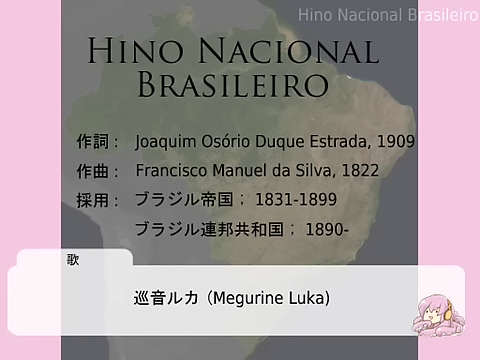 Hino Nacional Brasileiro
HINO NACIONAL
BRASILEIRO
作詞： Joaquim Osório Duque Estrada, 1909
作曲： Francisco Manuel da Silva, 1822
採用： ブラジル帝国； 1831-1899
ブラジル連邦共和国； 1890-
歌
巡音ルカ (Megurine Luka)